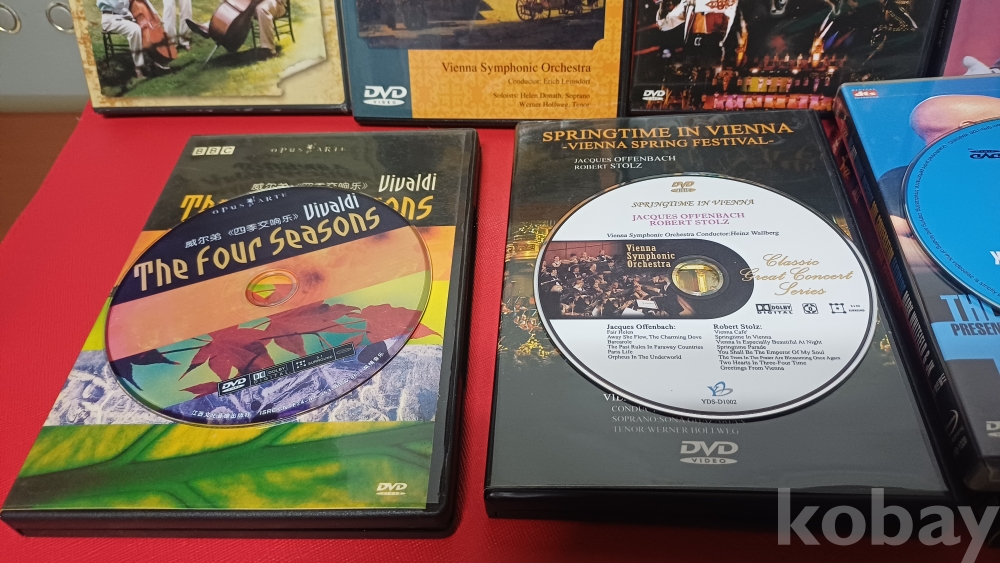 Vienna Symphonic Orchestra
Conductor: Erich Leinsdorf
Soloists: Helen Donath, Soprano
Werner Hollweg, Tenor
DVD
VIDEO
DVD
BBC
OPUS ARTE
威尔第《四季交响乐》 Vivaldi
OPUS ARTE
威尔弟《四季交响乐》 Vivaldi
The Four Seasons
DVD
DVD
SPRINGTIME IN VIENNA
-VIENNA SPRING FESTIVAL-
JACQUES OFFENBACH
ROBERT STOLZ
DVD
SPRINGTIME IN VIENNA
JACQUES OFFENBACH
ROBERT STOLZ
Vienna Symphonic Orchestra Conductor:Heinz Wallberg
Vienna
Symphonic
Orchestra
Classic
Great Concert
Series
DOLBY
DIGITAL
Jacques Offenbach:
Fair Helen
Away She Flew, The Charming Dove
Barcarole
The Past Rules In Faraway Countries
Paris Life
Orpheus In The Underworld
Robert Stolz:
Vienna Café
Springtime In Vienna
Vienna Is Especially Beautiful At Night
Springtime Parade
You Shall Be The Emperor Of My Soul
The Trees In The Prater Are Blossoming Once Again
Two Hearts In Three-Four Time
Greetings From Vienna
YDS-D1002
TENOR:WERNER HOLLWEG
DVD
VIDEO
dts
kobay